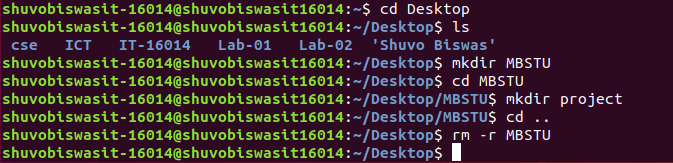 shuvobiswasit-16014@shuvobiswasit16014:~$ cd Desktop
shuvobiswasit-16014@shuvobiswasit16014:~/Desktop$ ls
cse   ICT   IT-16014   Lab-01   Lab-02  'Shuvo Biswas'
shuvobiswasit-16014@shuvobiswasit16014:~/Desktop$ mkdir MBSTU
shuvobiswasit-16014@shuvobiswasit16014:~/Desktop$ cd MBSTU
shuvobiswasit-16014@shuvobiswasit16014:~/Desktop/MBSTU$ mkdir project
shuvobiswasit-16014@shuvobiswasit16014:~/Desktop/MBSTU$ cd ..
shuvobiswasit-16014@shuvobiswasit16014:~/Desktop$ rm -r MBSTU
shuvobiswasit-16014@shuvobiswasit16014:~/Desktop$